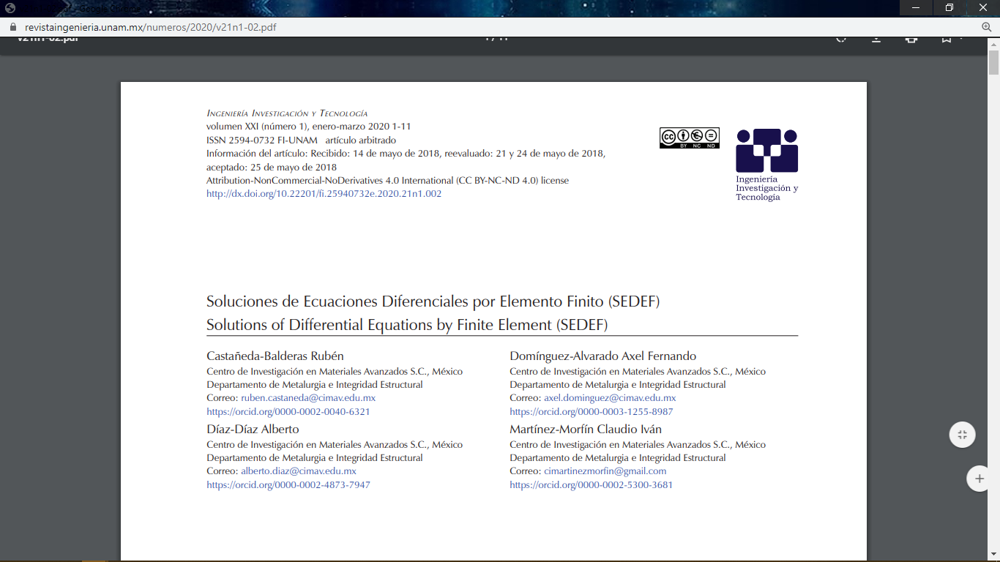 revistaingenieria.unam.mx/numeros/2020/v21n1-02.pdf
v21n1-02.pdf
1 / 11
INGENIERÍA INVESTIGACIÓN Y TECNOLOGÍA
volumen XXI (número 1), enero-marzo 2020 1-11
ISSN 2594-0732 FI-UNAM artículo arbitrado
Información del artículo: Recibido: 14 de mayo de 2018, reevaluado: 21 y 24 de mayo de 2018,
aceptado: 25 de mayo de 2018
Attribution-NonCommercial-NoDerivatives 4.0 International (CC BY-NC-ND 4.0) license
http://dx.doi.org/10.22201/fi.25940732e.2020.21n1.002
cc
BY NC ND
Ingeniería
Investigación y
Tecnología
Soluciones de Ecuaciones Diferenciales por Elemento Finito (SEDEF)
Solutions of Differential Equations by Finite Element (SEDEF)
Castañeda-Balderas Rubén
Centro de Investigación en Materiales Avanzados S.C., México
Departamento de Metalurgia e Integridad Estructural
Correo: ruben.castaneda@cimav.edu.mx
https://orcid.org/0000-0002-0040-6321
Díaz-Díaz Alberto
Centro de Investigación en Materiales Avanzados S.C., México
Departamento de Metalurgia e Integridad Estructural
Correo: alberto.diaz@cimav.edu.mx
https://orcid.org/0000-0002-4873-7947
Domínguez-Alvarado Axel Fernando
Centro de Investigación en Materiales Avanzados S.C., México
Departamento de Metalurgia e Integridad Estructural
Correo: axel.dominguez@cimav.edu.mx
https://orcid.org/0000-0003-1255-8987
Martínez-Morfín Claudio Iván
Centro de Investigación en Materiales Avanzados S.C., México
Departamento de Metalurgia e Integridad Estructural
Correo: cimartinezmorfin@gmail.com
https://orcid.org/0000-0002-5300-3681